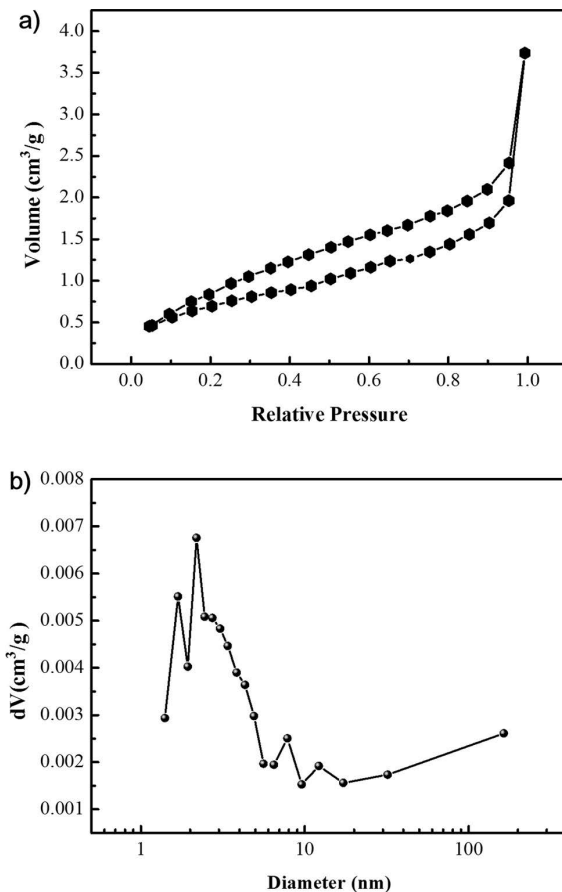 a)
4.0
3.5
3.0
2.5
2.0
1.5
1.0
0.5
0.0
Volume (cm³/g )
0.0 0.2 0.4 0.6 0.8 1.0
Relative Pressure
b)
0.008
0.007
0.006
0.005
0.004
0.003
0.002
0.001
dV(cm³/g )
1 10 100
Diameter (nm)